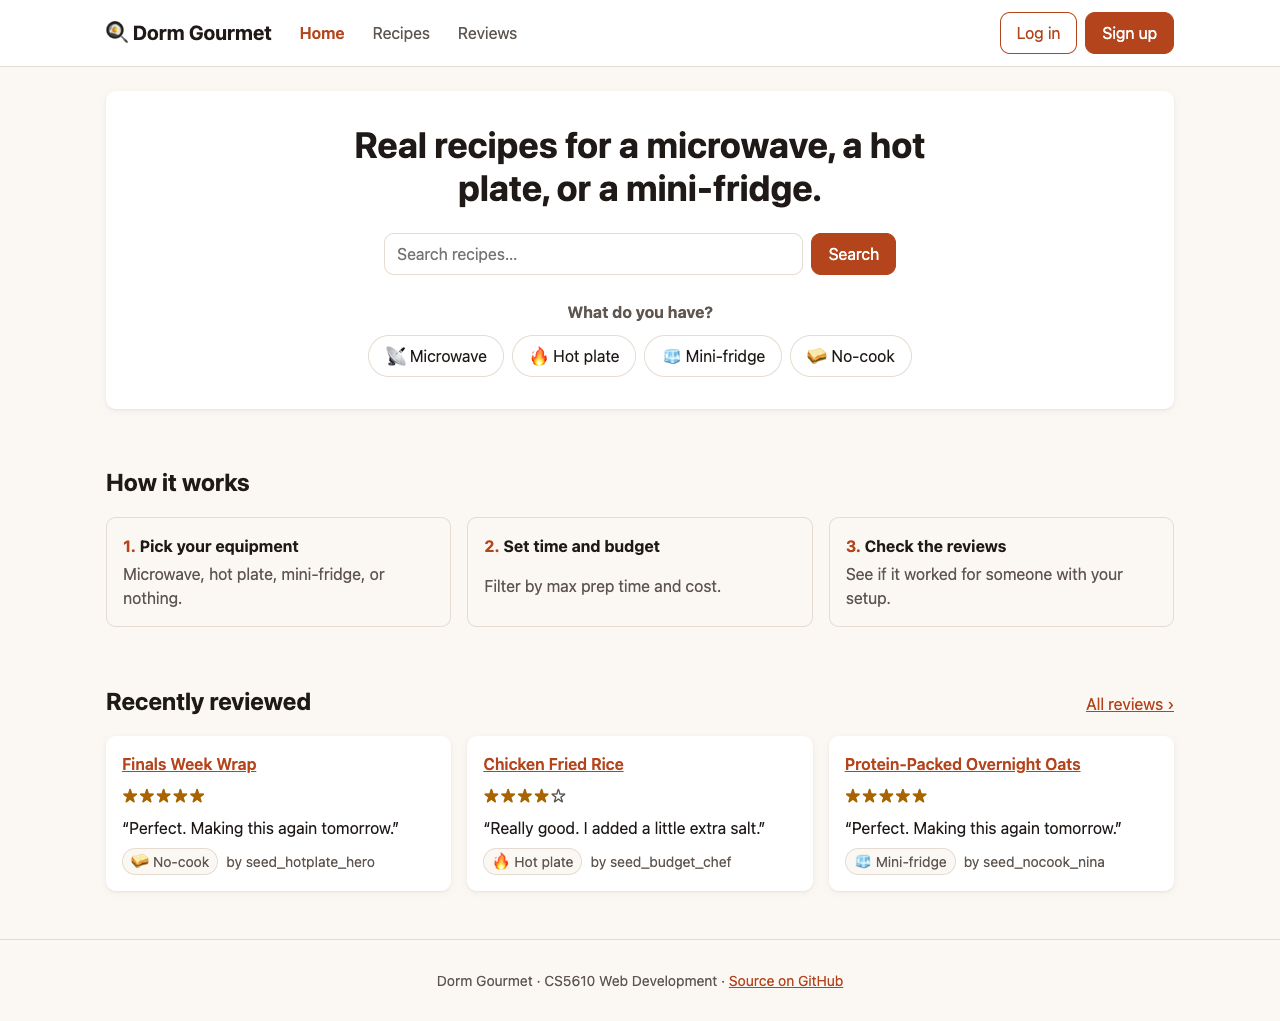 🍳 Dorm Gourmet Home Recipes Reviews Log in Sign up
Real recipes for a microwave, a hot
plate, or a mini-fridge.
Search recipes... Search
What do you have?
📡 Microwave 🔥 Hot plate 🧊 Mini-fridge 🥪 No-cook
How it works
1. Pick your equipment
Microwave, hot plate, mini-fridge, or
nothing.
2. Set time and budget
Filter by max prep time and cost.
3. Check the reviews
See if it worked for someone with your
setup.
Recently reviewed All reviews ›
Finals Week Wrap
★★★★★
“Perfect. Making this again tomorrow.”
🥪 No-cook by seed_hotplate_hero
Chicken Fried Rice
★★★★☆
“Really good. I added a little extra salt.”
🔥 Hot plate by seed_budget_chef
Protein-Packed Overnight Oats
★★★★★
“Perfect. Making this again tomorrow.”
🧊 Mini-fridge by seed_nocook_nina
Dorm Gourmet · CS5610 Web Development · Source on GitHub